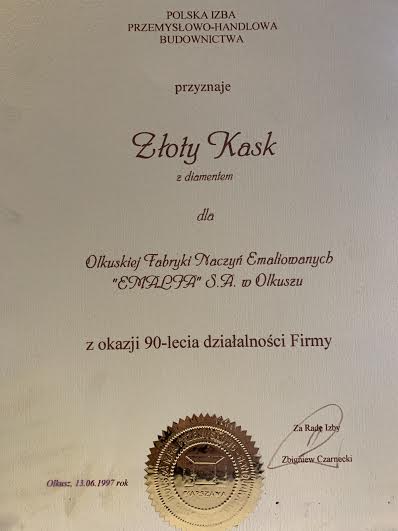 POLSKA IZBA
PRZEMYSŁOWO-HANDLOWA
BUDOWNICTWA
przyznaje
Złoty Kask
z diamentem
dla
Olkuskiej Fabryki Naczyń Emaliowanych
"EMALIA" S.A. w Olkuszu
z okazji 90-lecia działalności Firmy
Za Radę Izby
Zbigniew Czarnecki
Olkusz, 13.06.1997 rok
WARSZAWA